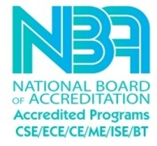 NBA
NATIONAL BOARD
OF ACCREDITATION
Accredited Programs
CSE/ECE/CE/ME/ISE/BT